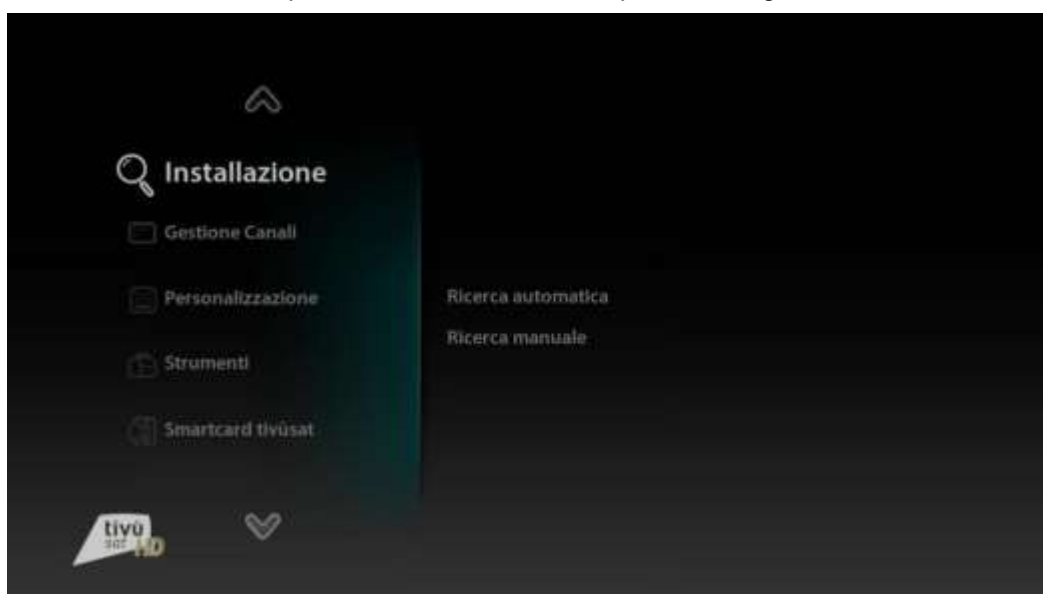 Installazione
Gestione Canali
Personalizzazione
Strumenti
Smartcard tivùsat
Ricerca automatica
Ricerca manuale
tivù
sat HD